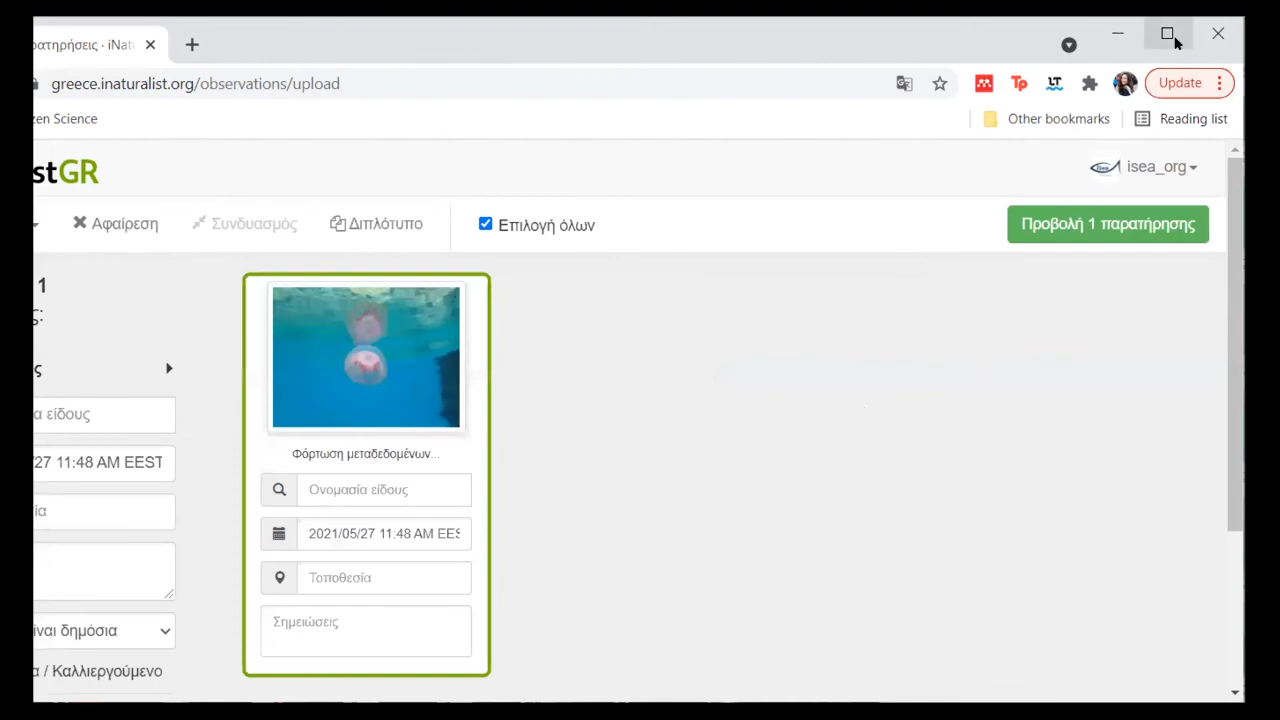 ρατηρήσεις · iNat
greece.inaturalist.org/observations/upload
Update
zen Science
Other bookmarks
Reading list
stGR
isea_org
Αφαίρεση
Συνδυασμός
Διπλότυπο
Επιλογή όλων
Προβολή 1 παρατήρησης
1
ς:
ς
α είδους
/27 11:48 AM EEST
ία
ίναι δημόσια
α / Καλλιεργούμενο
Φόρτωση μεταδεδομένων...
Ονομασία είδους
2021/05/27 11:48 AM EES
Τοποθεσία
Σημειώσεις